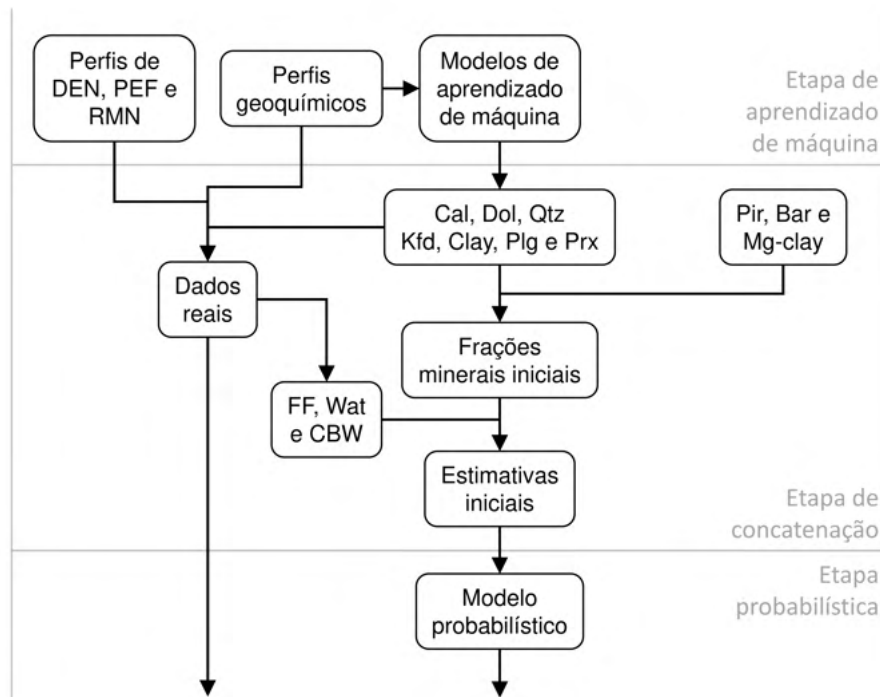 Perfis de
DEN, PEF e
RMN
Perfis
geoquímicos
Modelos de
aprendizado
de máquina
Etapa de
aprendizado
de máquina
Cal, Dol, Qtz
Kfd, Clay, Plg e Prx
Pir, Bar e
Mg-clay
Dados
reais
Frações
minerais iniciais
FF, Wat
e CBW
Estimativas
iniciais
Etapa de
concatenação
Etapa
probabilística
Modelo
probabilístico